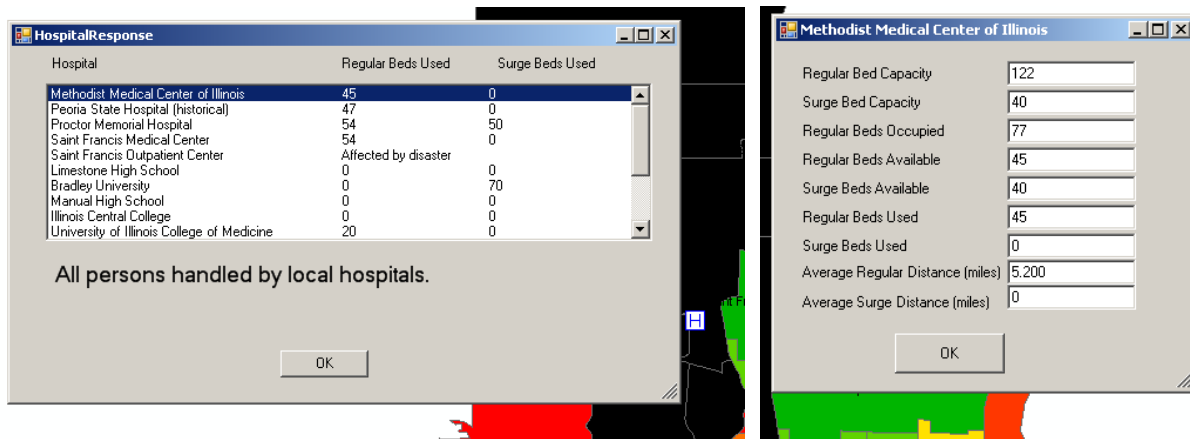 HospitalResponse
Hospital Regular Beds Used Surge Beds Used
Methodist Medical Center of Illinois 45 0
Peoria State Hospital (historical) 47 0
Proctor Memorial Hospital 54 50
Saint Francis Medical Center 54 0
Saint Francis Outpatient Center Affected by disaster
Limestone High School 0 0
Bradley University 0 70
Manual High School 0 0
Illinois Central College 0 0
University of Illinois College of Medicine 20 0
All persons handled by local hospitals.
OK
H
Methodist Medical Center of Illinois
Regular Bed Capacity 122
Surge Bed Capacity 40
Regular Beds Occupied 77
Regular Beds Available 45
Surge Beds Available 40
Regular Beds Used 45
Surge Beds Used 0
Average Regular Distance (miles) 5.200
Average Surge Distance (miles) 0
OK